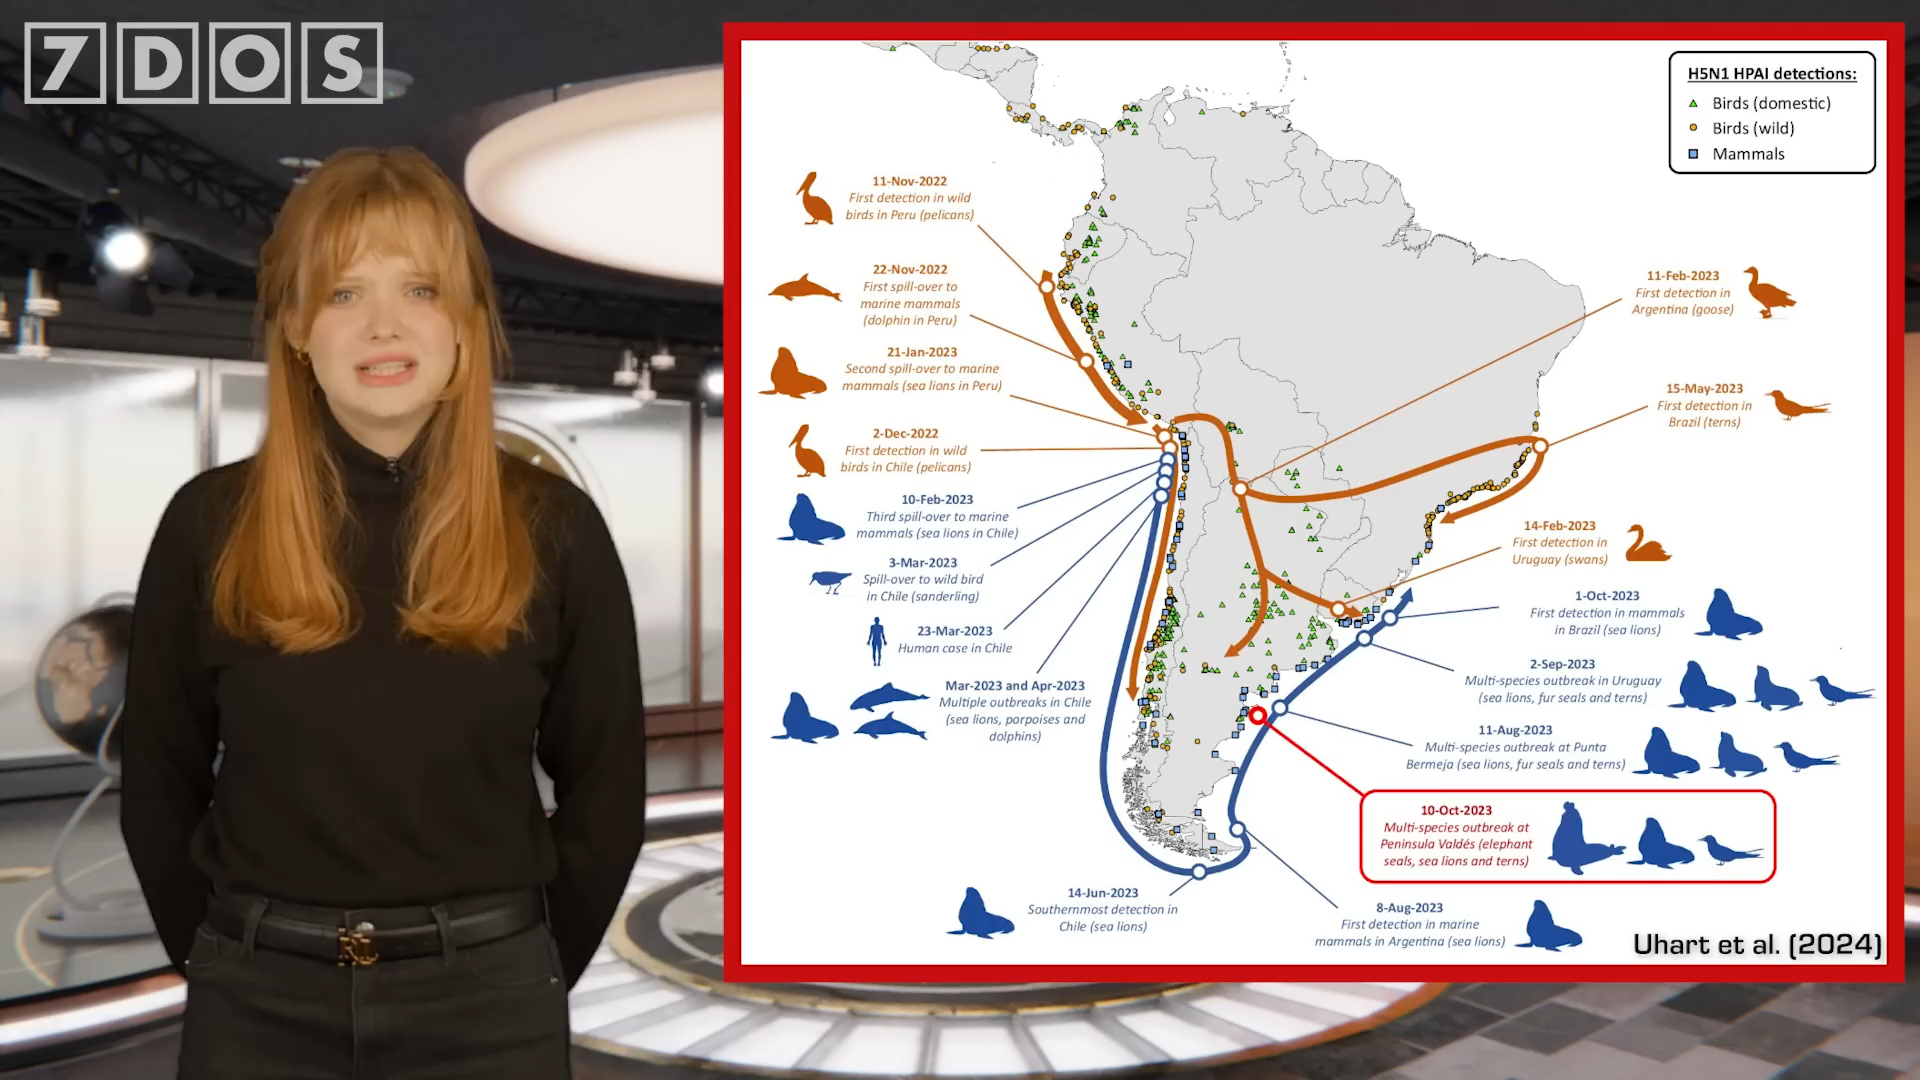 7DOS
H5N1 HPAI detections:
Birds (domestic)
Birds (wild)
Mammals
11-Nov-2022
First detection in wild
birds in Peru (pelicans)
22-Nov-2022
First spill-over to
marine mammals
(dolphin in Peru)
21-Jan-2023
Second spill-over to marine
mammals (sea lions in Peru)
2-Dec-2022
First detection in wild
birds in Chile (pelicans)
10-Feb-2023
Third spill-over to marine
mammals (sea lions in Chile)
3-Mar-2023
Spill-over to wild bird
in Chile (sanderling)
23-Mar-2023
Human case in Chile
Mar-2023 and Apr-2023
Multiple outbreaks in Chile
(sea lions, porpoises and
dolphins)
14-Jun-2023
Southernmost detection in
Chile (sea lions)
11-Feb-2023
First detection in
Argentina (goose)
15-May-2023
First detection in
Brazil (terns)
14-Feb-2023
First detection in
Uruguay (swans)
1-Oct-2023
First detection in mammals
in Brazil (sea lions)
2-Sep-2023
Multi-species outbreak in Uruguay
(sea lions, fur seals and terns)
11-Aug-2023
Multi-species outbreak at Punta
Bermeja (sea lions, fur seals and terns)
10-Oct-2023
Multi-species outbreak at
Península Valdés (elephant
seals, sea lions and terns)
8-Aug-2023
First detection in marine
mammals in Argentina (sea lions)
Uhart et al. (2024)
RL